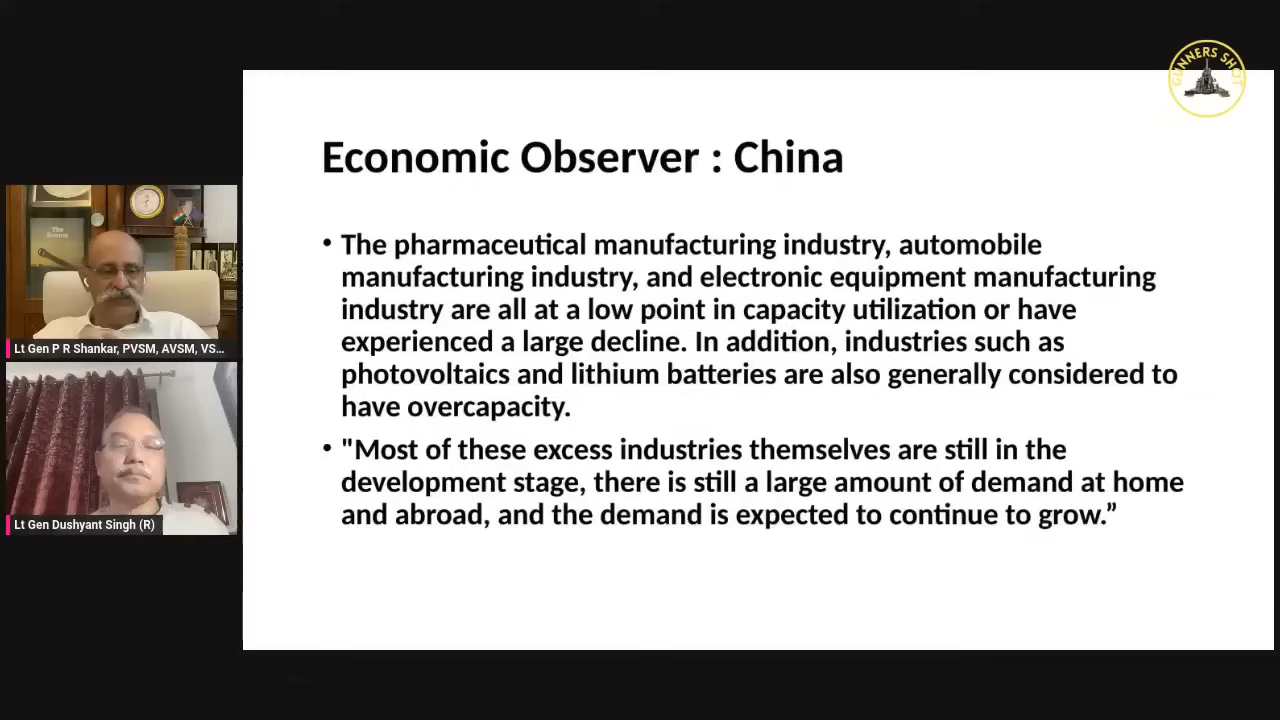 GUNNERS SHOT
Economic Observer : China
• The pharmaceutical manufacturing industry, automobile
manufacturing industry, and electronic equipment manufacturing
industry are all at a low point in capacity utilization or have
experienced a large decline. In addition, industries such as
photovoltaics and lithium batteries are also generally considered to
have overcapacity.
• "Most of these excess industries themselves are still in the
development stage, there is still a large amount of demand at home
and abroad, and the demand is expected to continue to grow.”
Lt Gen P R Shankar, PVSM, AVSM, VS...
Lt Gen Dushyant Singh (R)